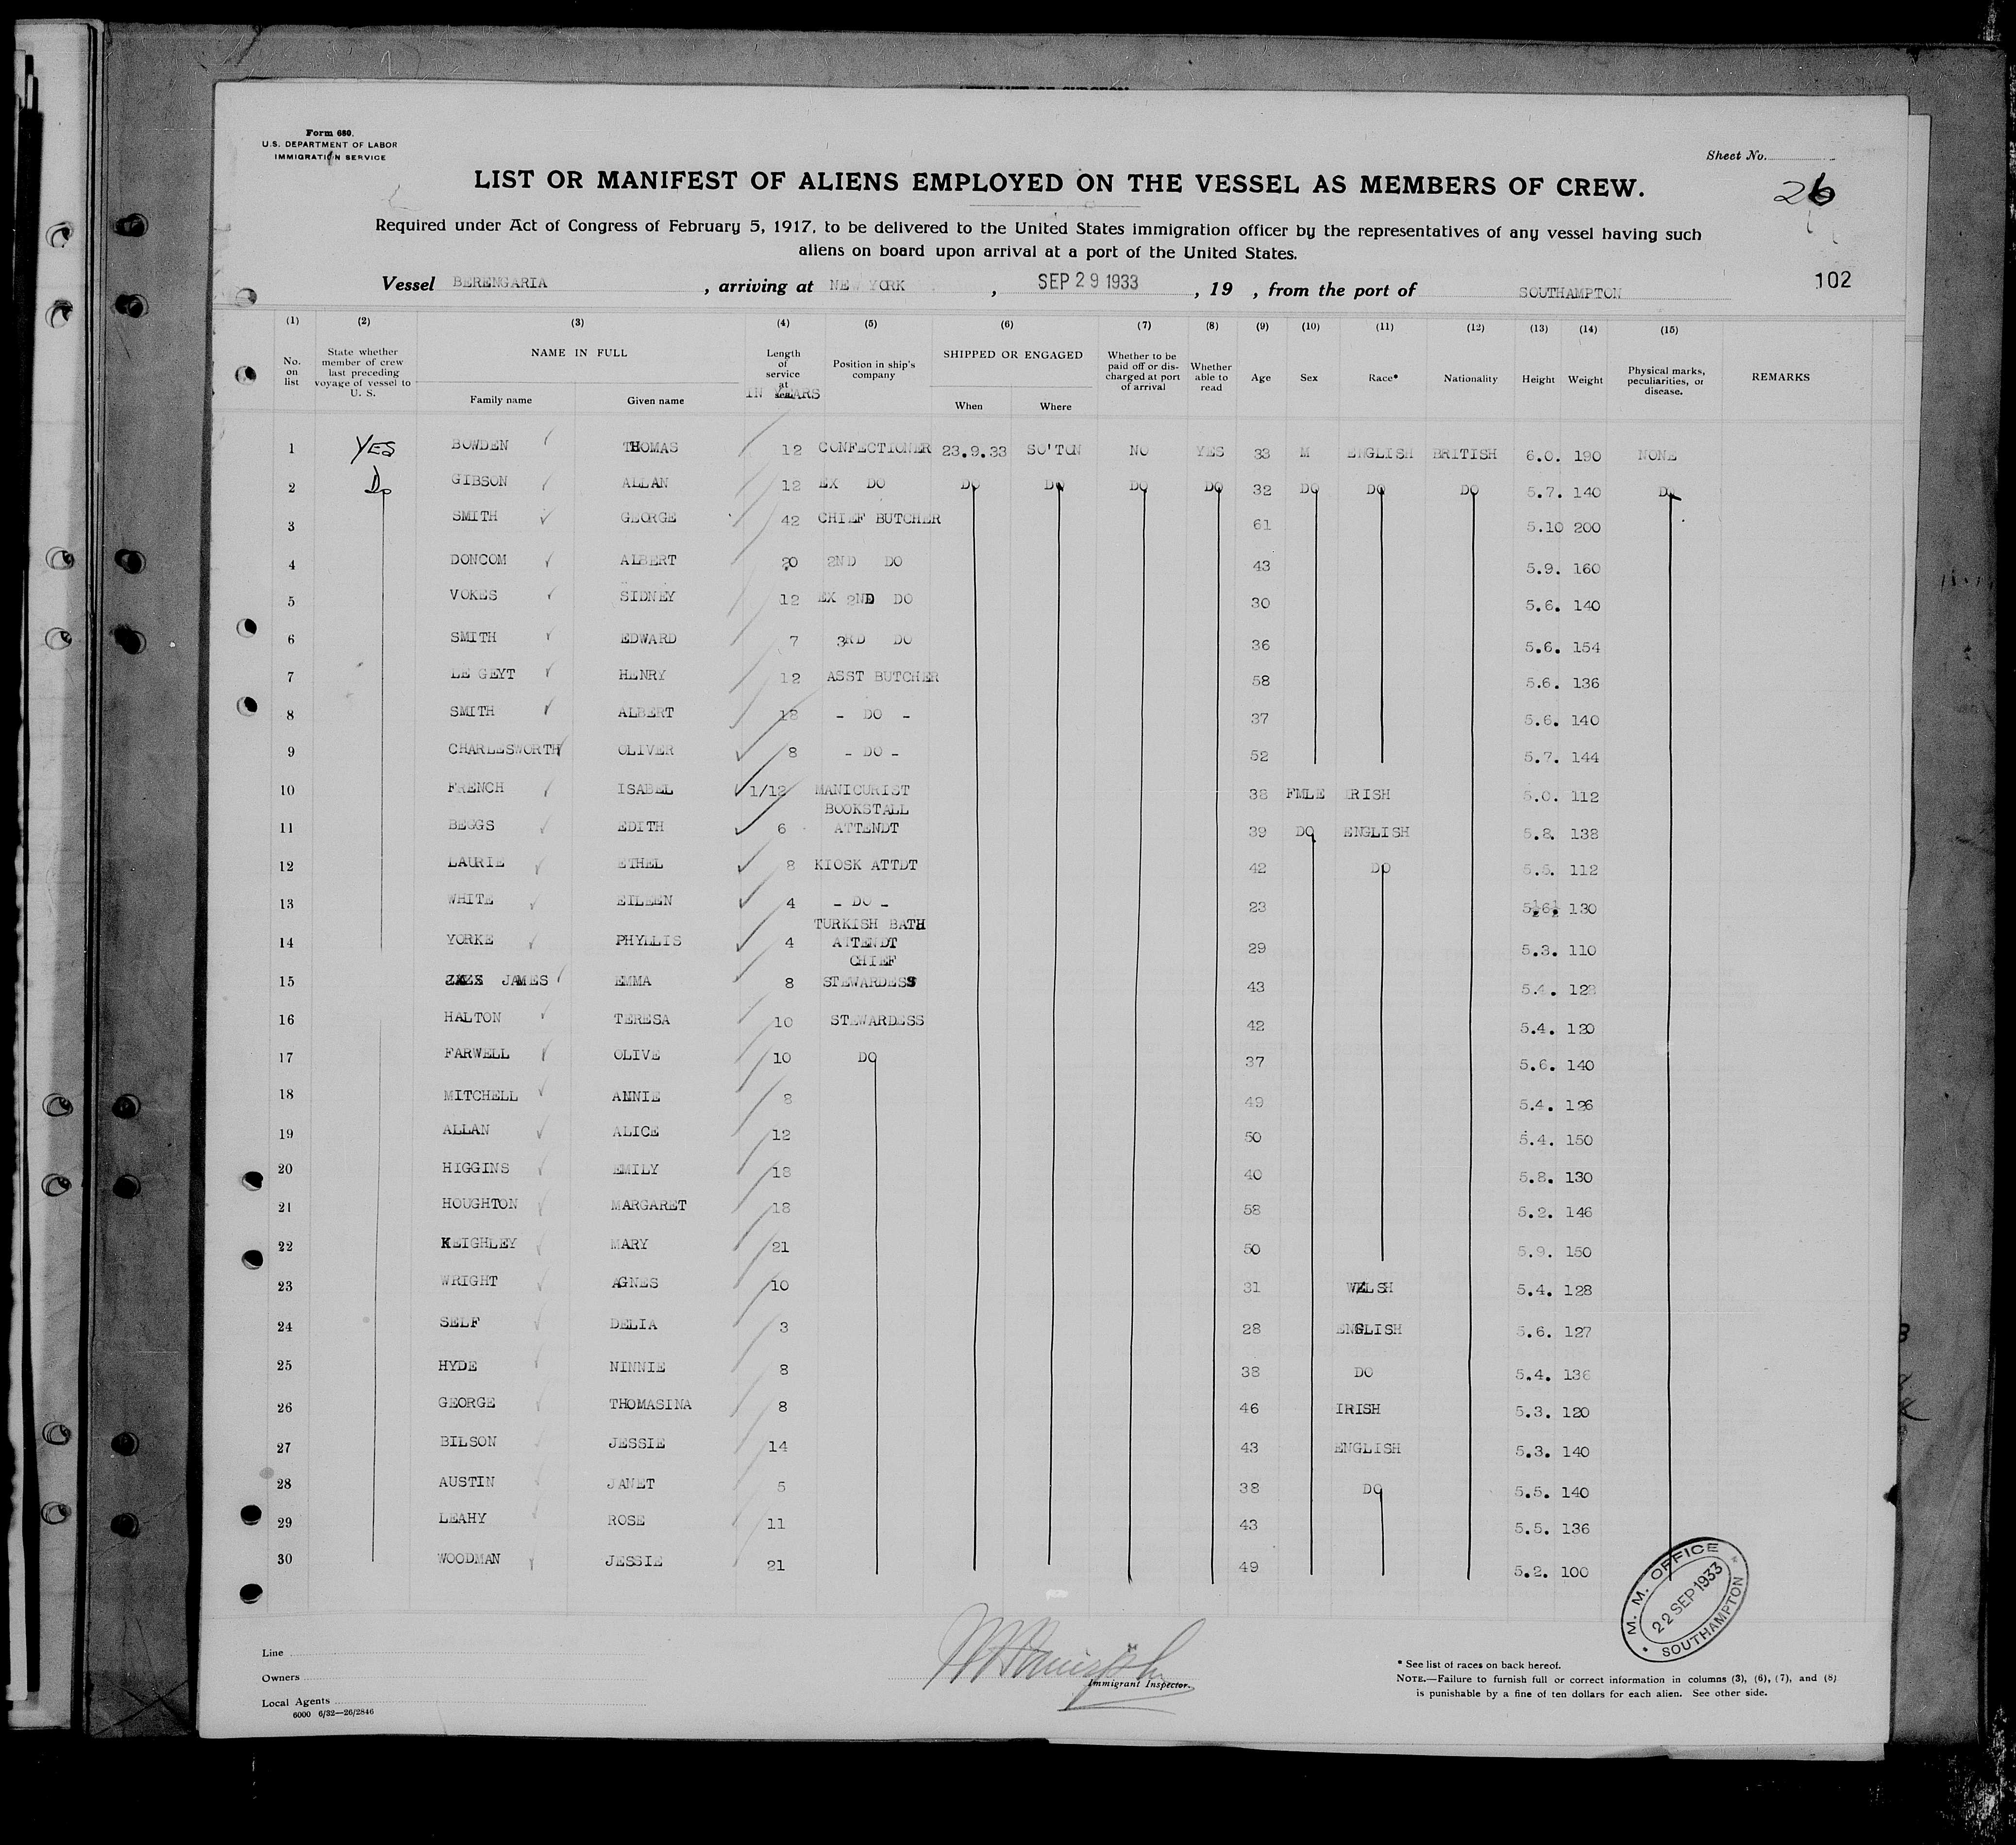 Form 680.
U.S. DEPARTMENT OF LABOR
IMMIGRATION SERVICE
Sheet No.
LIST OR MANIFEST OF ALIENS EMPLOYED ON THE VESSEL AS MEMBERS OF CREW.
26
Required under Act of Congress of February 5, 1917, to be delivered to the United States immigration officer by the representatives of any vessel having such
aliens on board upon arrival at a port of the United States.
Vessel BERENGARIA, arriving at NEW YORK, SEP 29 1933, 19 , from the port of SOUTHAMPTON 102
(1) (2) (3) (4) (5) (6) (7) (8) (9) (10) (11) (12) (13) (14) (15)
No. on list State whether member of crew last preceding voyage of vessel to U. S. NAME IN FULL Family name Given name Length of service at sea IN YEARS Position in ship's company SHIPPED OR ENGAGED When Where Whether to be paid off or discharged at port of arrival Whether able to read Age Sex Race* Nationality Height Weight Physical marks, peculiarities, or disease. REMARKS
1 YES BOWDEN THOMAS 12 CONFECTIONER 23.9.33 SO'TON NO YES 33 M ENGLISH BRITISH 6.0. 190 NONE
2 Do GIBSON ALLAN 12 EX DO DO DO DO DO 32 DO DO DO 5.7. 140 DO
3 SMITH GEORGE 42 CHIEF BUTCHER 61 5.10 200
4 DONCOM ALBERT 20 2ND DO 43 5.9. 160
5 VOKES SIDNEY 12 EX 2ND DO 30 5.6. 140
6 SMITH EDWARD 7 3RD DO 36 5.6. 154
7 LE GEYT HENRY 12 ASST BUTCHER 58 5.6. 136
8 SMITH ALBERT 18 - DO - 37 5.6. 140
9 CHARLESWORTH OLIVER 8 - DO - 52 5.7. 144
10 FRENCH ISABEL 1/12 MANICURIST 38 FMLE IRISH 5.0. 112
11 BEGGS EDITH 6 BOOKSTALL ATTENDT 39 DO ENGLISH 5.8. 138
12 LAURIE ETHEL 8 KIOSK ATTDT 42 DO 5.5. 112
13 WHITE EILEEN 4 - DO - 23 130
14 YORKE PHYLLIS 4 TURKISH BATH ATTENDT 29 5.3. 110
15 JAMES EMMA 8 CHIEF STEWARDESS 43 5.4. 128
16 HALTON TERESA 10 STEWARDESS 42 5.4. 120
17 FARWELL OLIVE 10 DO 37 5.6. 140
18 MITCHELL ANNIE 8 49 5.4. 126
19 ALLAN ALICE 12 50 5.4. 150
20 HIGGINS EMILY 18 40 5.8. 130
21 HOUGHTON MARGARET 18 58 5.2. 146
22 KEIGHLEY MARY 21 50 5.9. 150
23 WRIGHT AGNES 10 31 WELSH 5.4. 128
24 SELF DELIA 3 28 ENGLISH 5.6. 127
25 HYDE NINNIE 8 38 DO 5.4. 136
26 GEORGE THOMASINA 8 46 IRISH 5.3. 120
27 BILSON JESSIE 14 43 ENGLISH 5.3. 140
28 AUSTIN JANET 5 38 DO 5.5. 140
29 LEAHY ROSE 11 43 5.5. 136
30 WOODMAN JESSIE 21 49 5.2. 100
M. M. OFFICE
22 SEP 1933
SOUTHAMPTON
Line
Owners
Local Agents
6000 6/32—26/2846
Immigrant Inspector.
* See list of races on back hereof.
NOTE.—Failure to furnish full or correct information in columns (3), (6), (7), and (8)
is punishable by a fine of ten dollars for each alien. See other side.